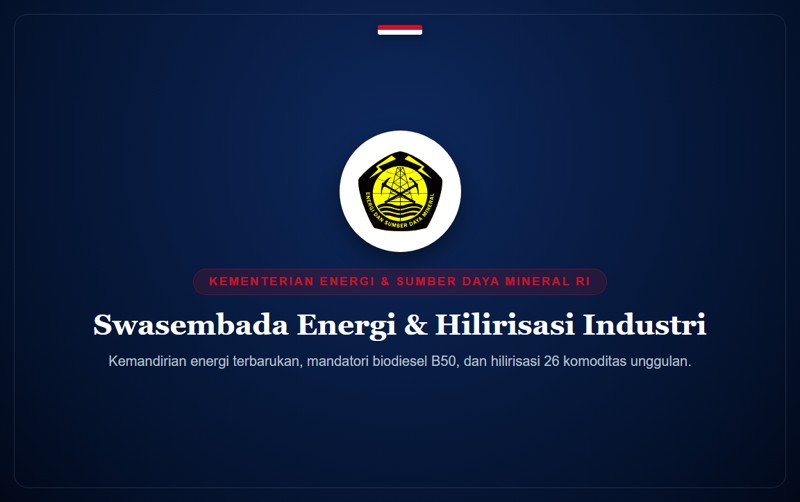 ENERGI DAN SUMBER DAYA MINERAL
KEMENTERIAN ENERGI & SUMBER DAYA MINERAL RI
Swasembada Energi & Hilirisasi Industri
Kemandirian energi terbarukan, mandatori biodiesel B50, dan hilirisasi 26 komoditas unggulan.